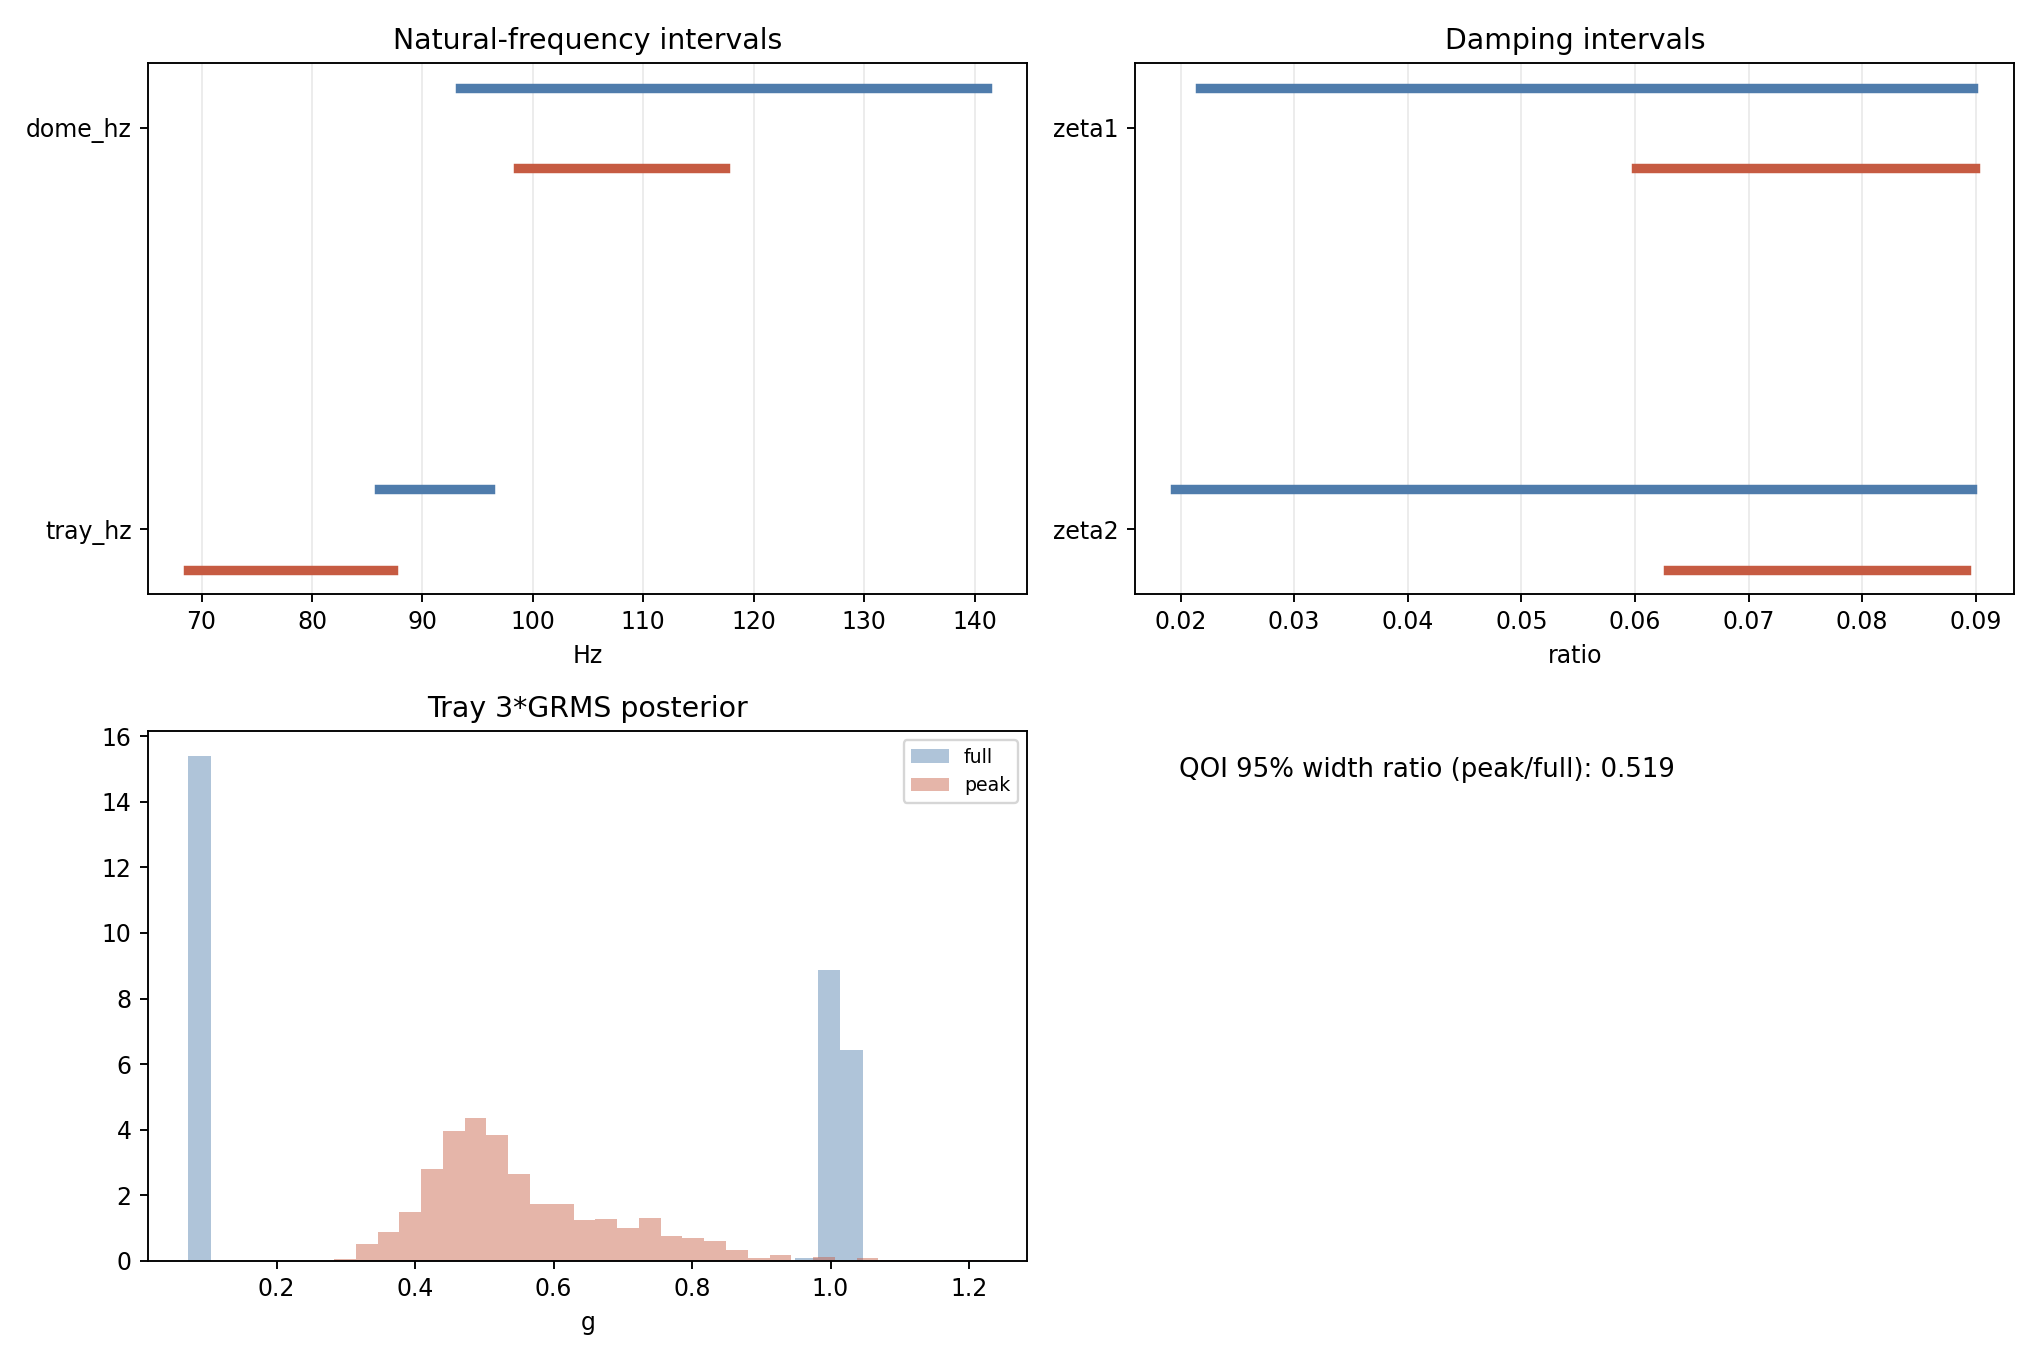 Natural-frequency intervals
dome_hz
tray_hz
70 80 90 100 110 120 130 140
Hz
Damping intervals
zeta1
zeta2
0.02 0.03 0.04 0.05 0.06 0.07 0.08 0.09
ratio
Tray 3*GRMS posterior
16
14
12
10
8
6
4
2
0
full
peak
0.2 0.4 0.6 0.8 1.0 1.2
g
QOI 95% width ratio (peak/full): 0.519